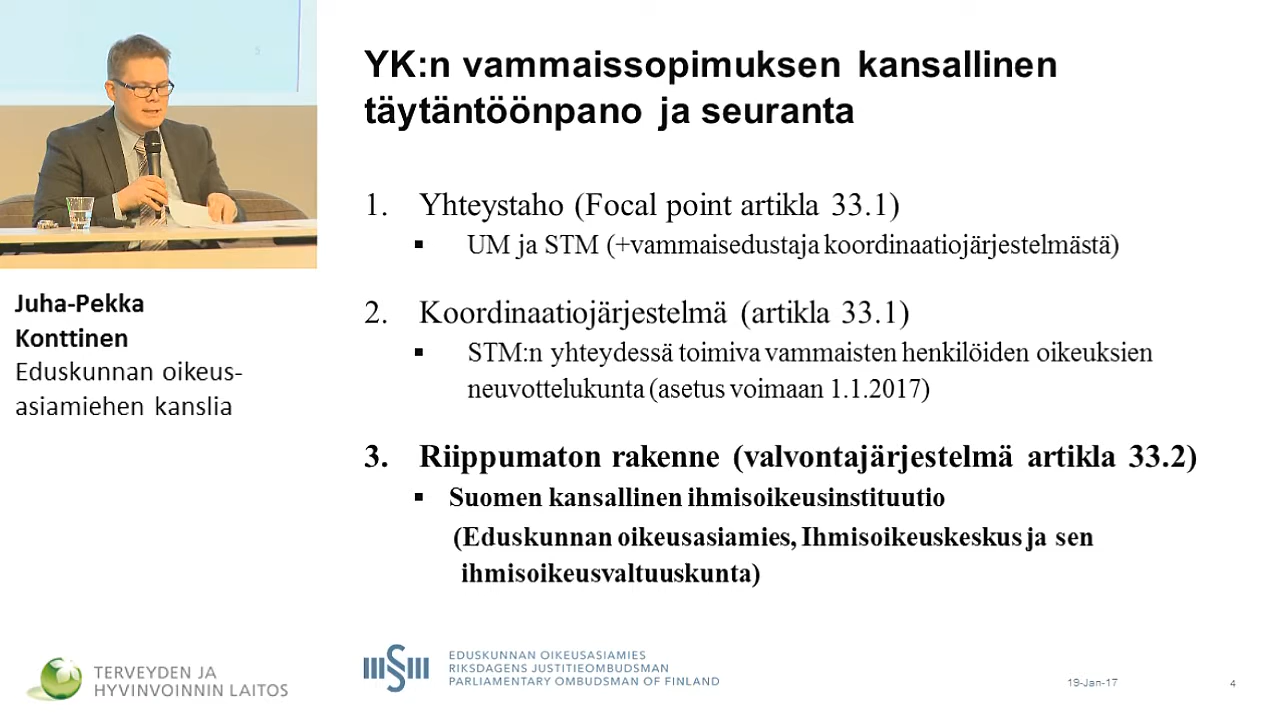 YK:n vammaissopimuksen kansallinen
täytäntöönpano ja seuranta
1. Yhteystaho (Focal point artikla 33.1)
▪ UM ja STM (+vammaisedustaja koordinaatiojärjestelmästä)
2. Koordinaatiojärjestelmä (artikla 33.1)
▪ STM:n yhteydessä toimiva vammaisten henkilöiden oikeuksien
neuvottelukunta (asetus voimaan 1.1.2017)
3. Riippumaton rakenne (valvontajärjestelmä artikla 33.2)
▪ Suomen kansallinen ihmisoikeusinstituutio
(Eduskunnan oikeusasiamies, Ihmisoikeuskeskus ja sen
ihmisoikeusvaltuuskunta)
Juha-Pekka
Konttinen
Eduskunnan oikeus-
asiamiehen kanslia
TERVEYDEN JA
HYVINVOINNIN LAITOS
EDUSKUNNAN OIKEUSASIAMIES
RIKSDAGENS JUSTITIEOMBUDSMAN
PARLIAMENTARY OMBUDSMAN OF FINLAND
19-Jan-17
4